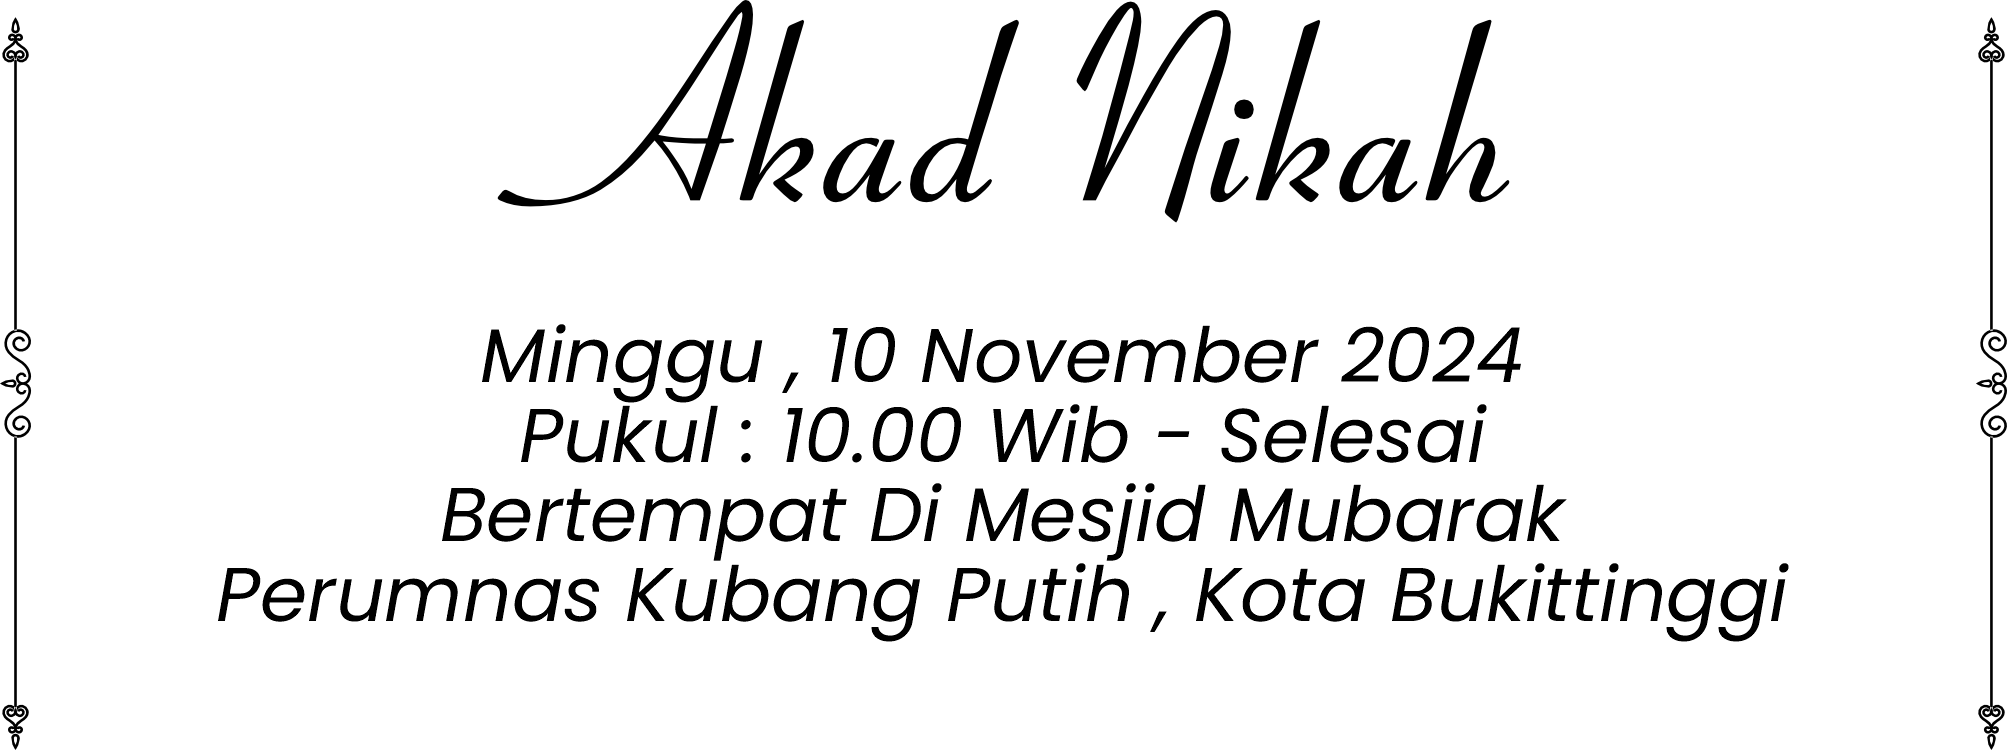 Akad Nikah
Minggu , 10 November 2024
Pukul : 10.00 Wib - Selesai
Bertempat Di Mesjid Mubarak
Perumnas Kubang Putih , Kota Bukittinggi